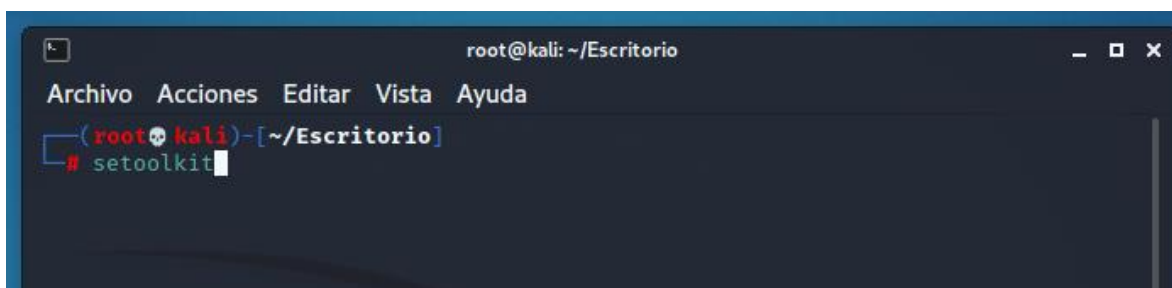 root@kali: ~/Escritorio
Archivo Acciones Editar Vista Ayuda
(root💀kali)-[~/Escritorio]
# setoolkit